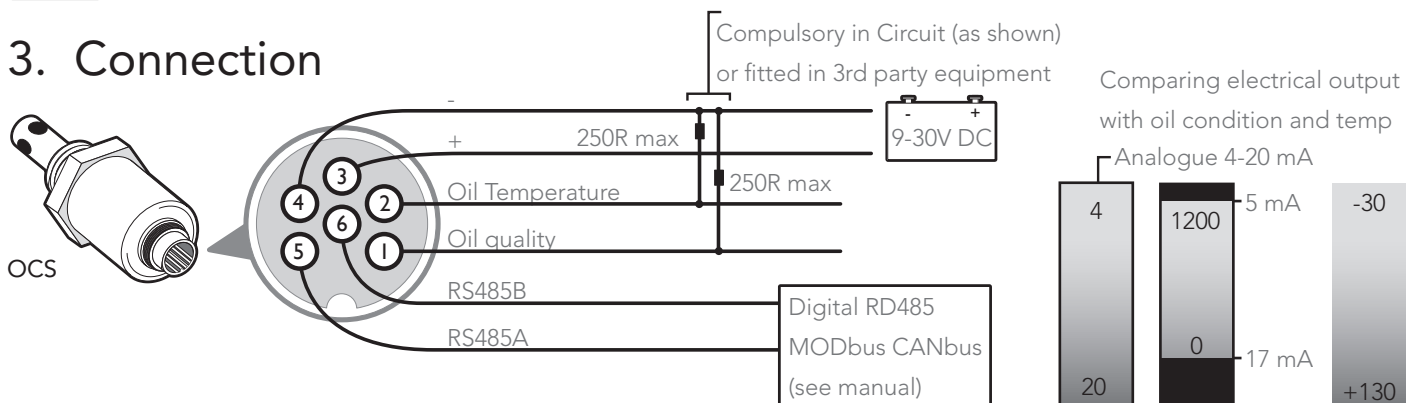 3. Connection
Compulsory in Circuit (as shown)
or fitted in 3rd party equipment
-
+
250R max
250R max
- +
9-30V DC
Oil Temperature
Oil quality
RS485B
RS485A
3
4
2
6
5
1
OCS
Digital RD485
MODbus CANbus
(see manual)
Comparing electrical output
with oil condition and temp
Analogue 4-20 mA
4
1200
5 mA
-30
0
17 mA
20
+130